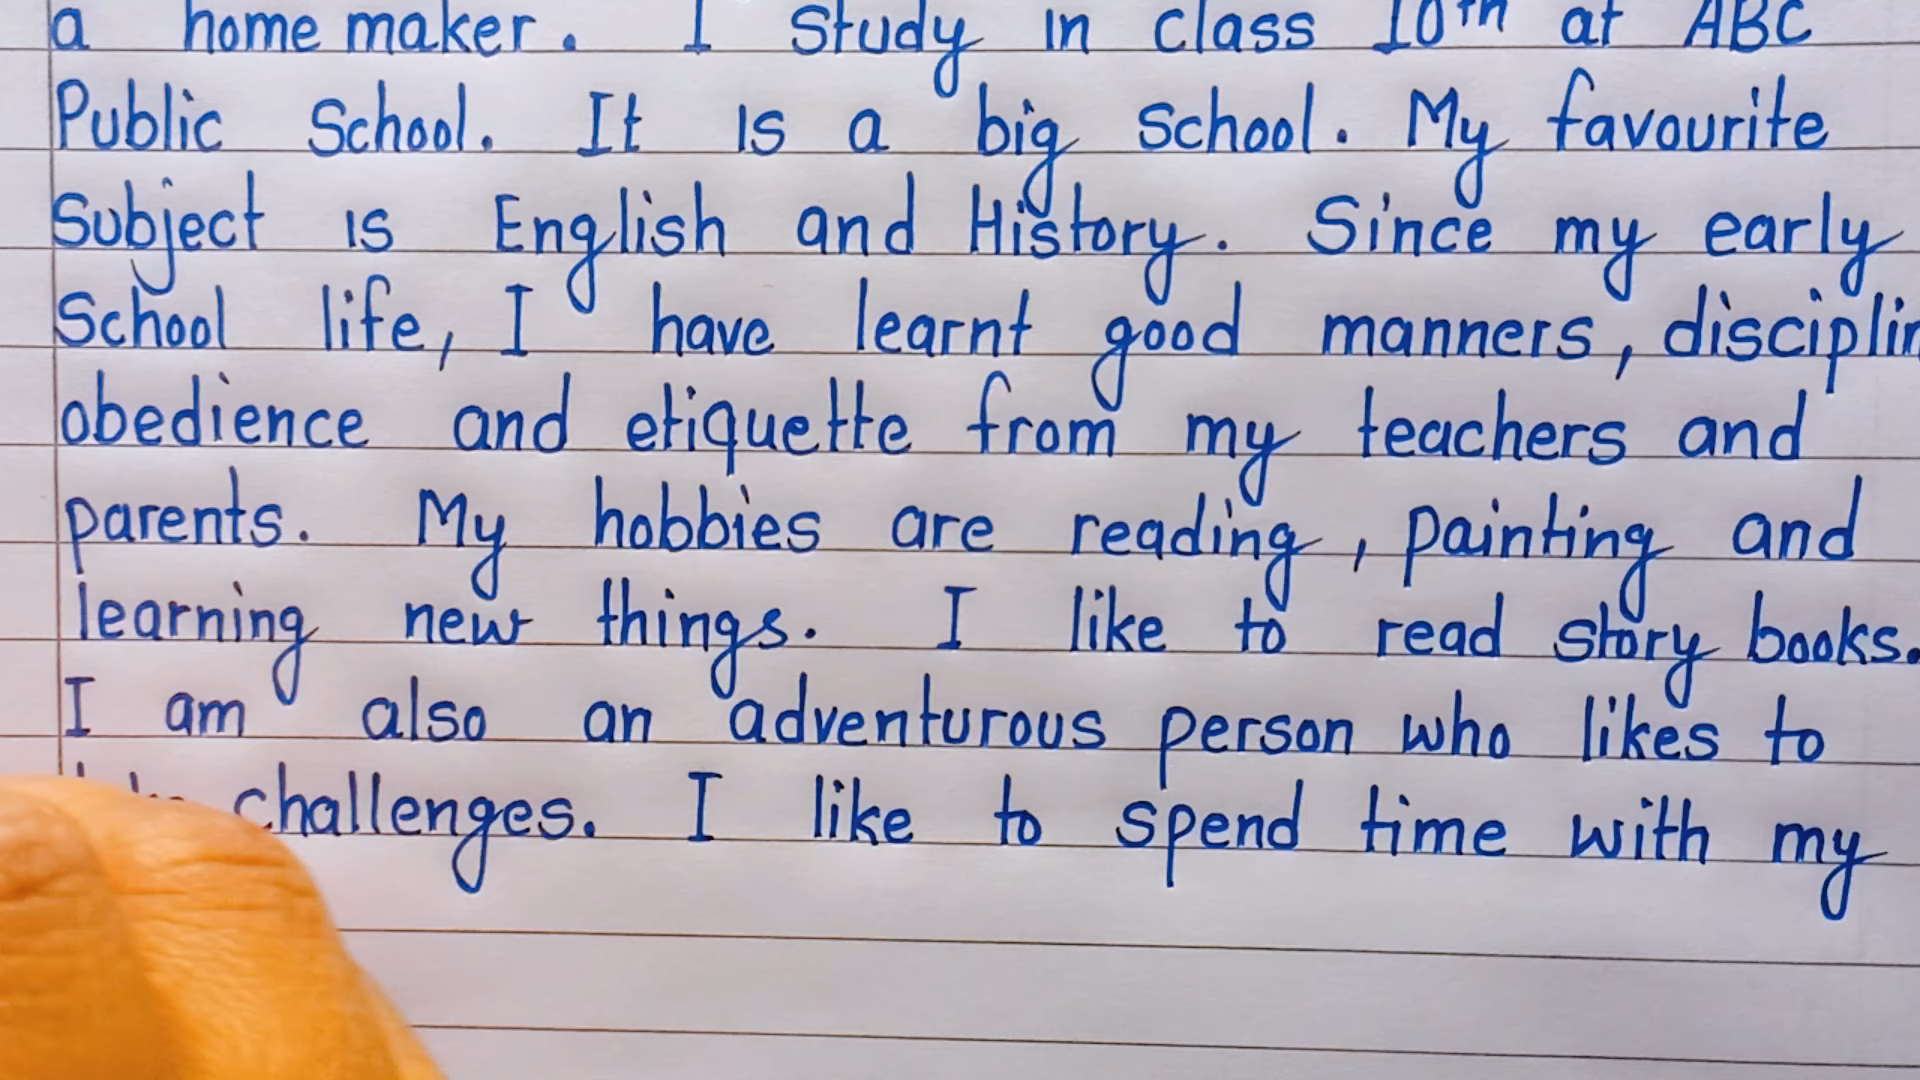 a home maker. I study in class 10th at ABC
Public School. It is a big school. My favourite
Subject is English and History. Since my early
School life, I have learnt good manners,
obedience and etiquette from my teachers and
parents. My hobbies are reading, painting and
learning new things. I like to read story books.
I am also an adventurous person who likes to
challenges. I like to spend time with my